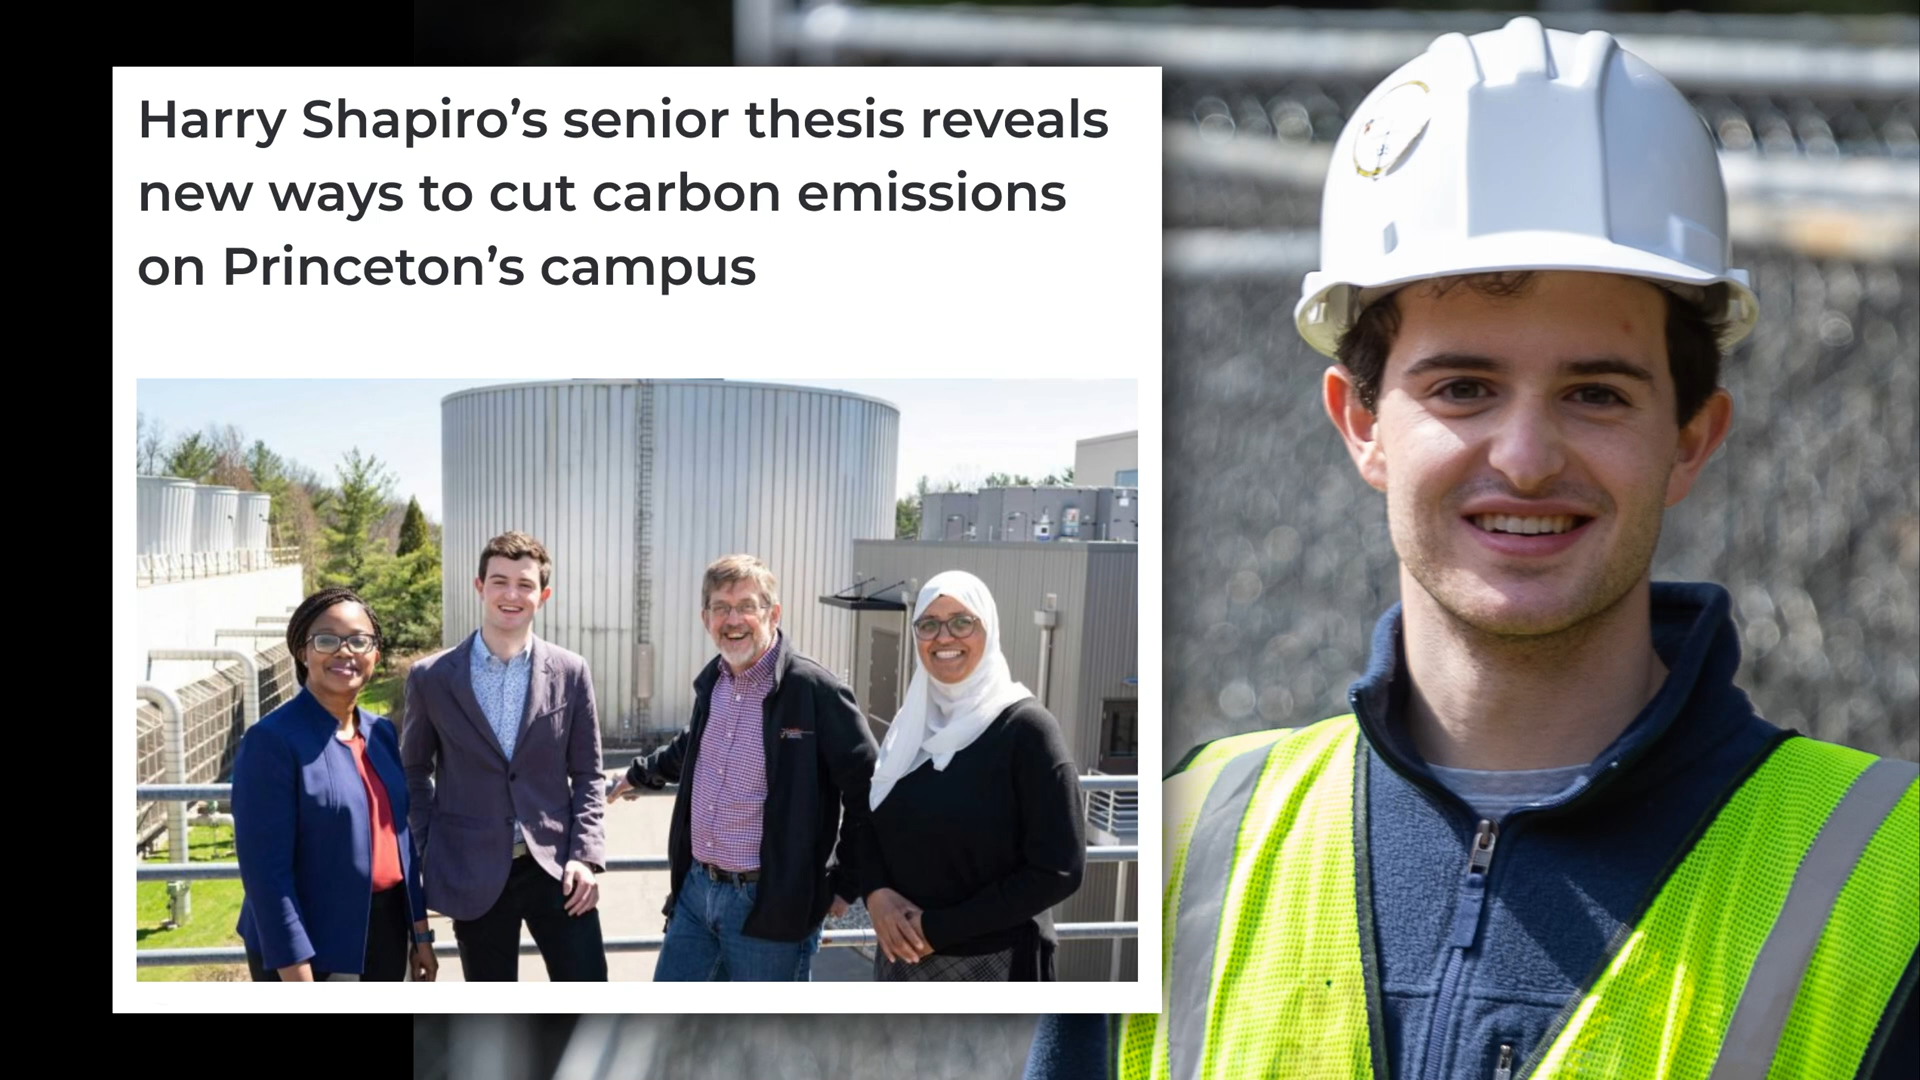 Harry Shapiro’s senior thesis reveals
new ways to cut carbon emissions
on Princeton’s campus